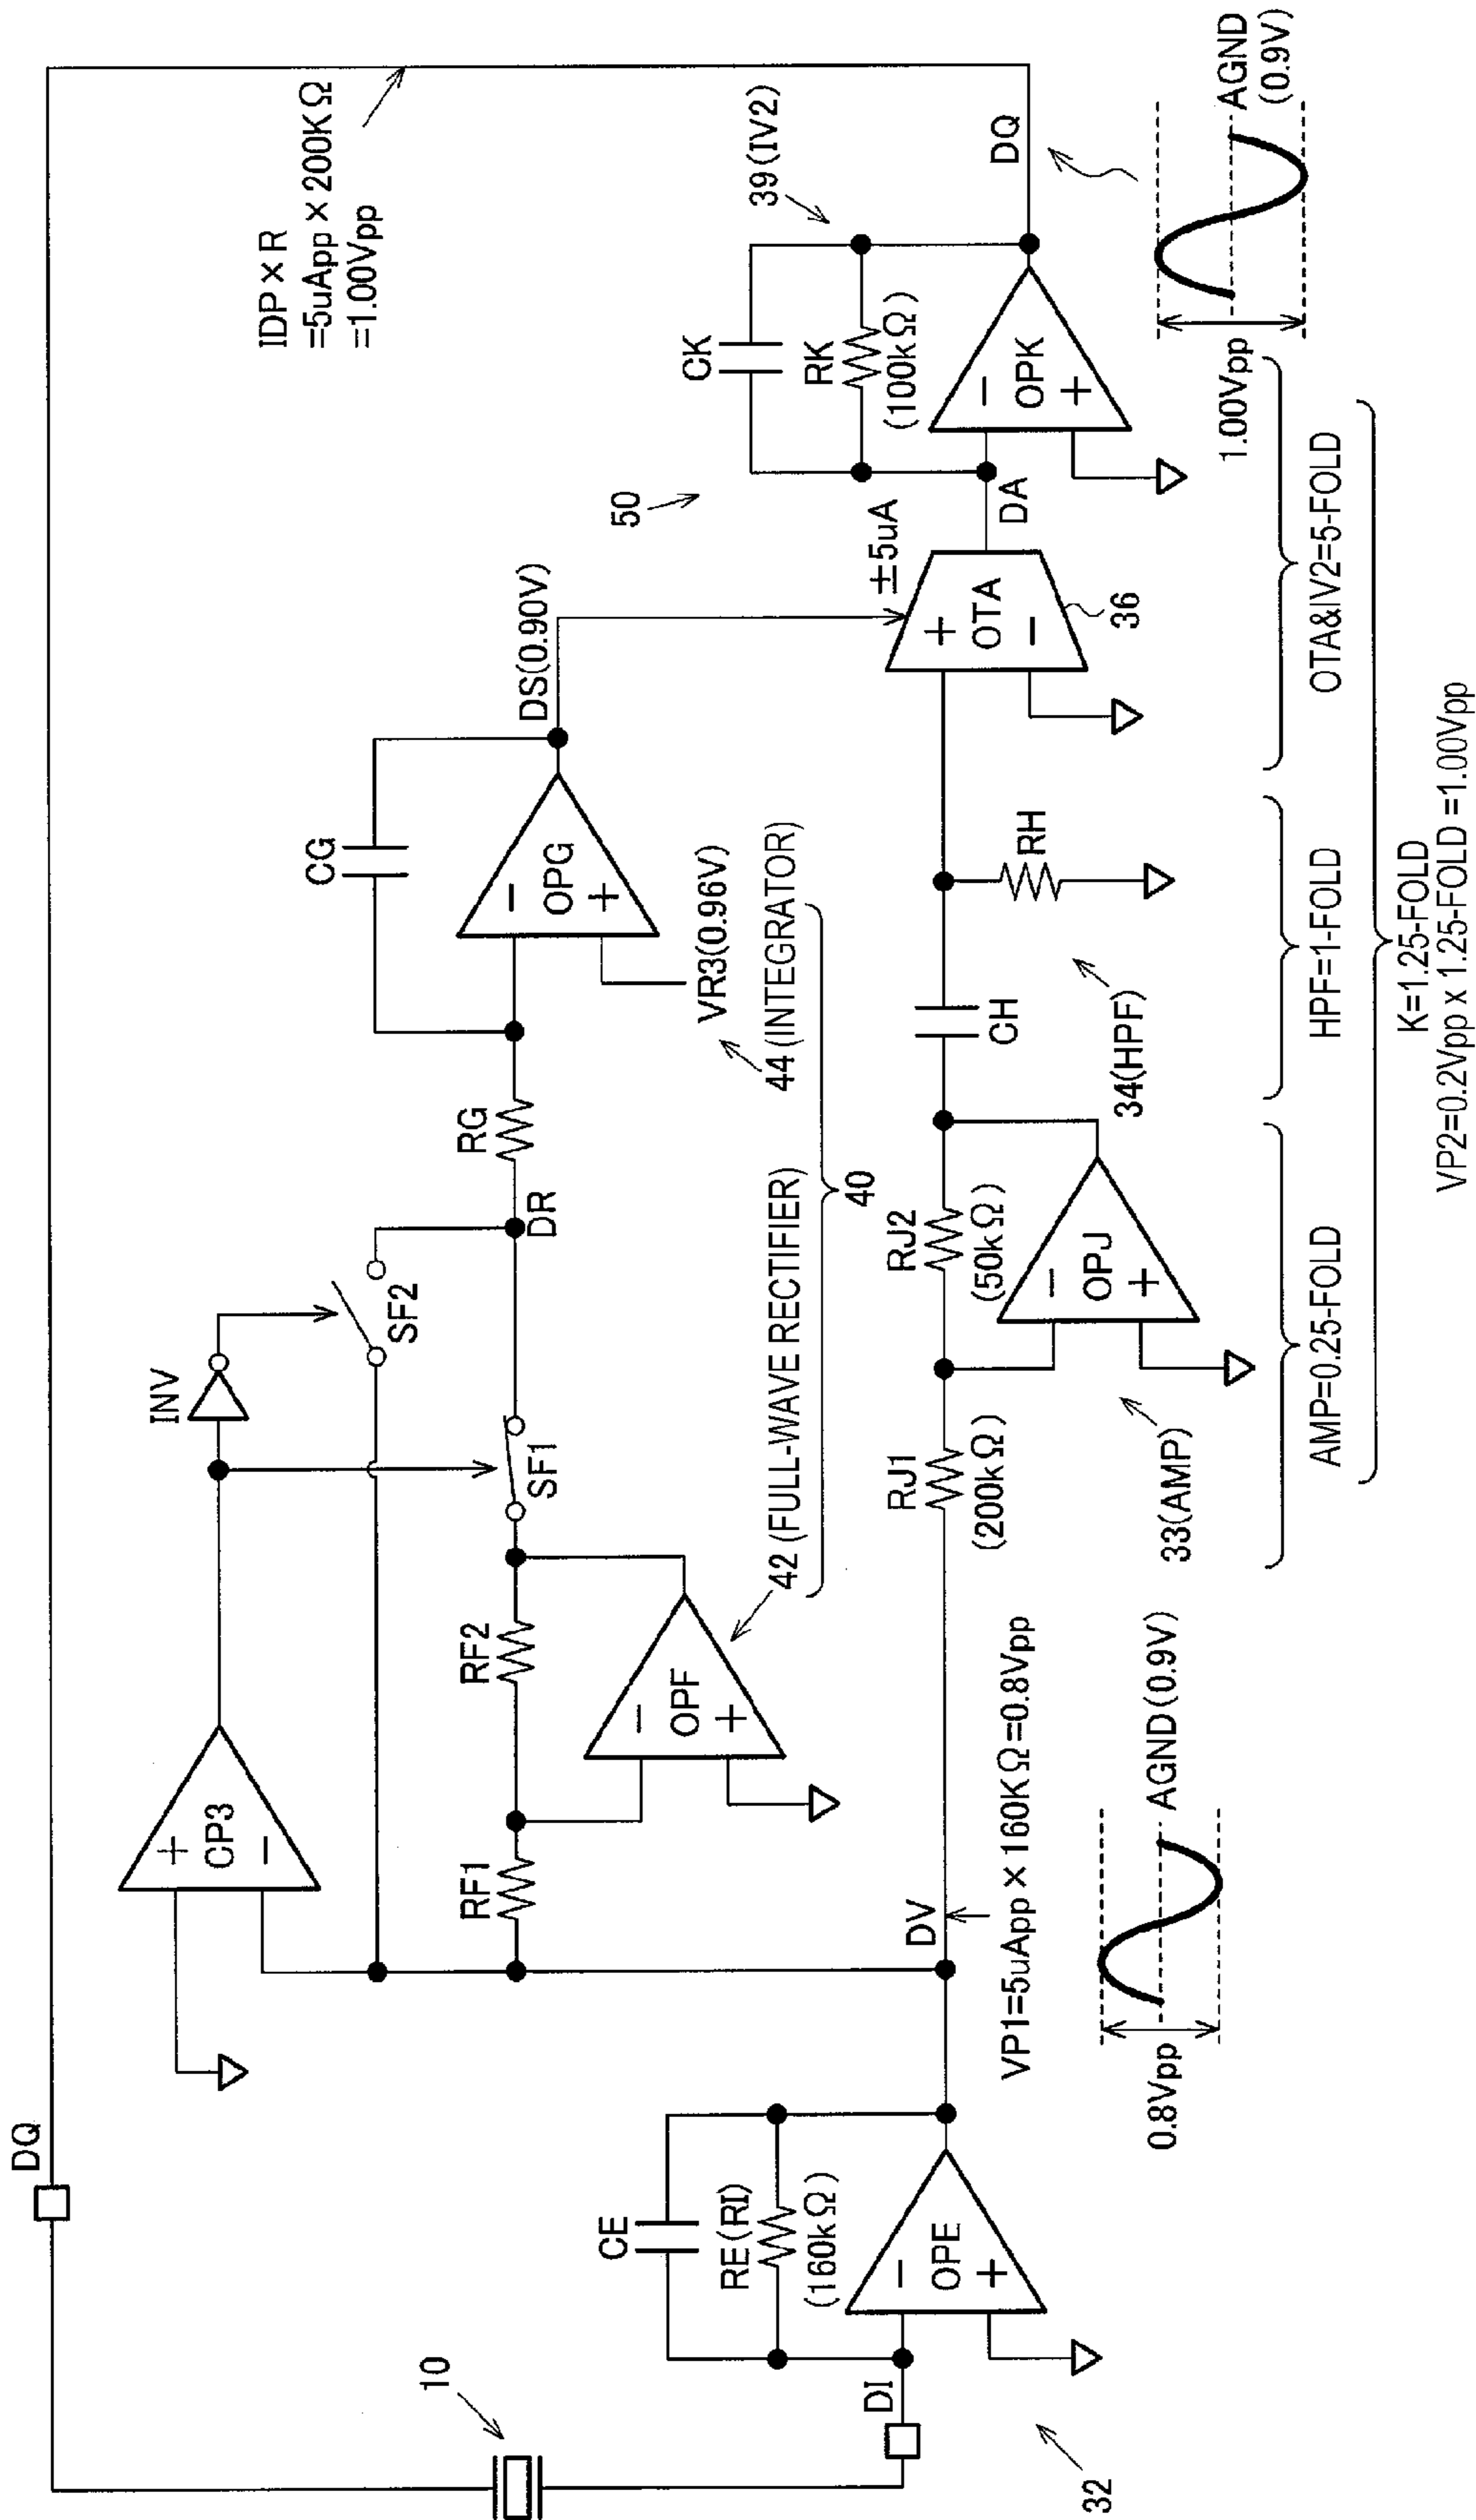 DQ
IDP×R
=5uApp×200KΩ
=1.00Vpp
10
INV
CP3
+
−
SF2
RF1
RF2
OPF
−
+
SF1
DR
RG
CG
OPG
−
+
DS(0.90V)
VR3(0.96V)
42 (FULL-WAVE RECTIFIER)
44 (INTEGRATOR)
40
50
CK
RK
(100kΩ)
39(IV2)
OPK
−
+
DQ
DA
±5uA
OTA
+
−
36
CE
RE(RI)
(160kΩ)
OPE
−
+
DI
32
DV
VP1=5uApp×160KΩ=0.8Vpp
0.8Vpp
AGND(0.9V)
RJ1
(200kΩ)
RJ2
(50kΩ)
OPJ
−
+
33(AMP)
CH
RH
34(HPF)
1.00Vpp
AGND
(0.9V)
AMP=0.25-FOLD
HPF=1-FOLD
OTA&IV2=5-FOLD
K=1.25-FOLD
VP2=0.2Vpp x 1.25-FOLD =1.00Vpp